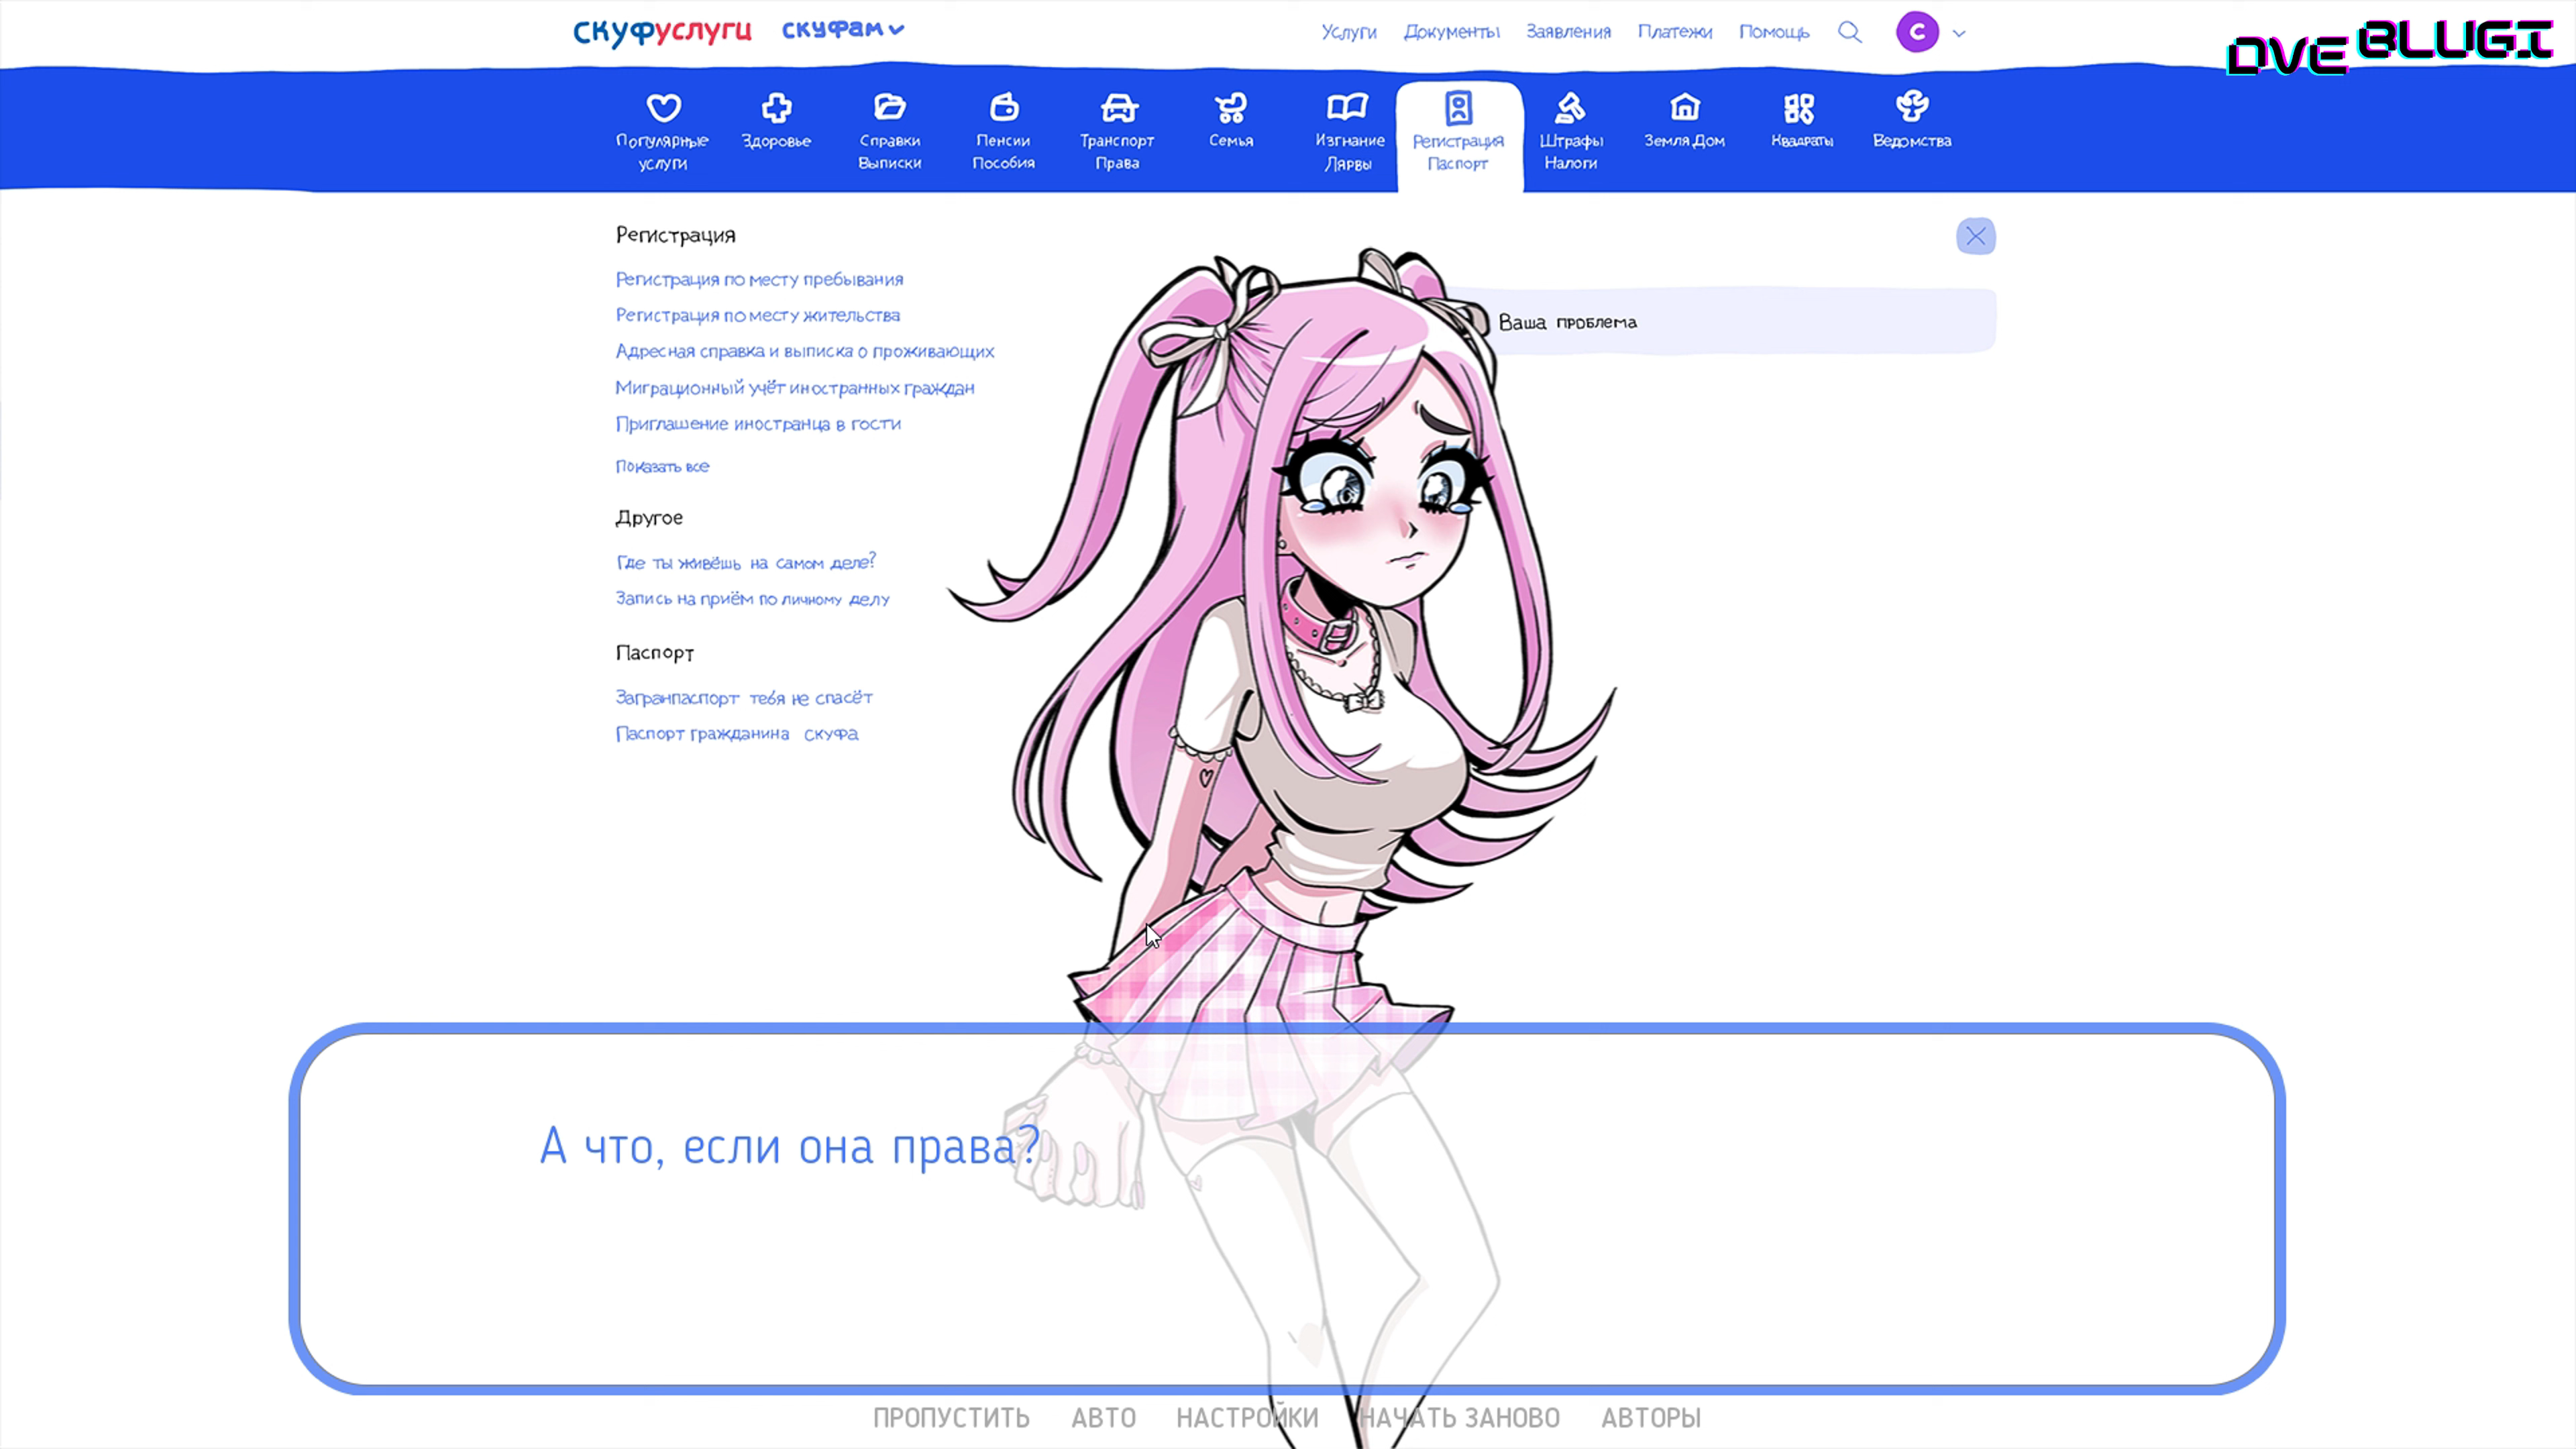 скуфуслуги
скуфам
Услуги
Документы
Заявления
Платежи
Помощь
С
DVE BLUGI
Популярные
услуги
Здоровье
Справки
Выписки
Пенсии
Пособия
Транспорт
Права
Семья
Изгнание
Лярвы
Регистрация
Паспорт
Штрафы
Налоги
Земля Дом
Квадраты
Ведомства
Регистрация
Регистрация по месту пребывания
Регистрация по месту жительства
Адресная справка и выписка о проживающих
Миграционный учёт иностранных граждан
Приглашение иностранца в гости
Показать все
Ваша проблема
Другое
Где ты живёшь на самом деле?
Запись на приём по личному делу
Паспорт
Загранпаспорт тебя не спасёт
Паспорт гражданина скуфа
А что, если она права?
ПРОПУСТИТЬ
АВТО
НАСТРОЙКИ
НАЧАТЬ ЗАНОВО
АВТОРЫ